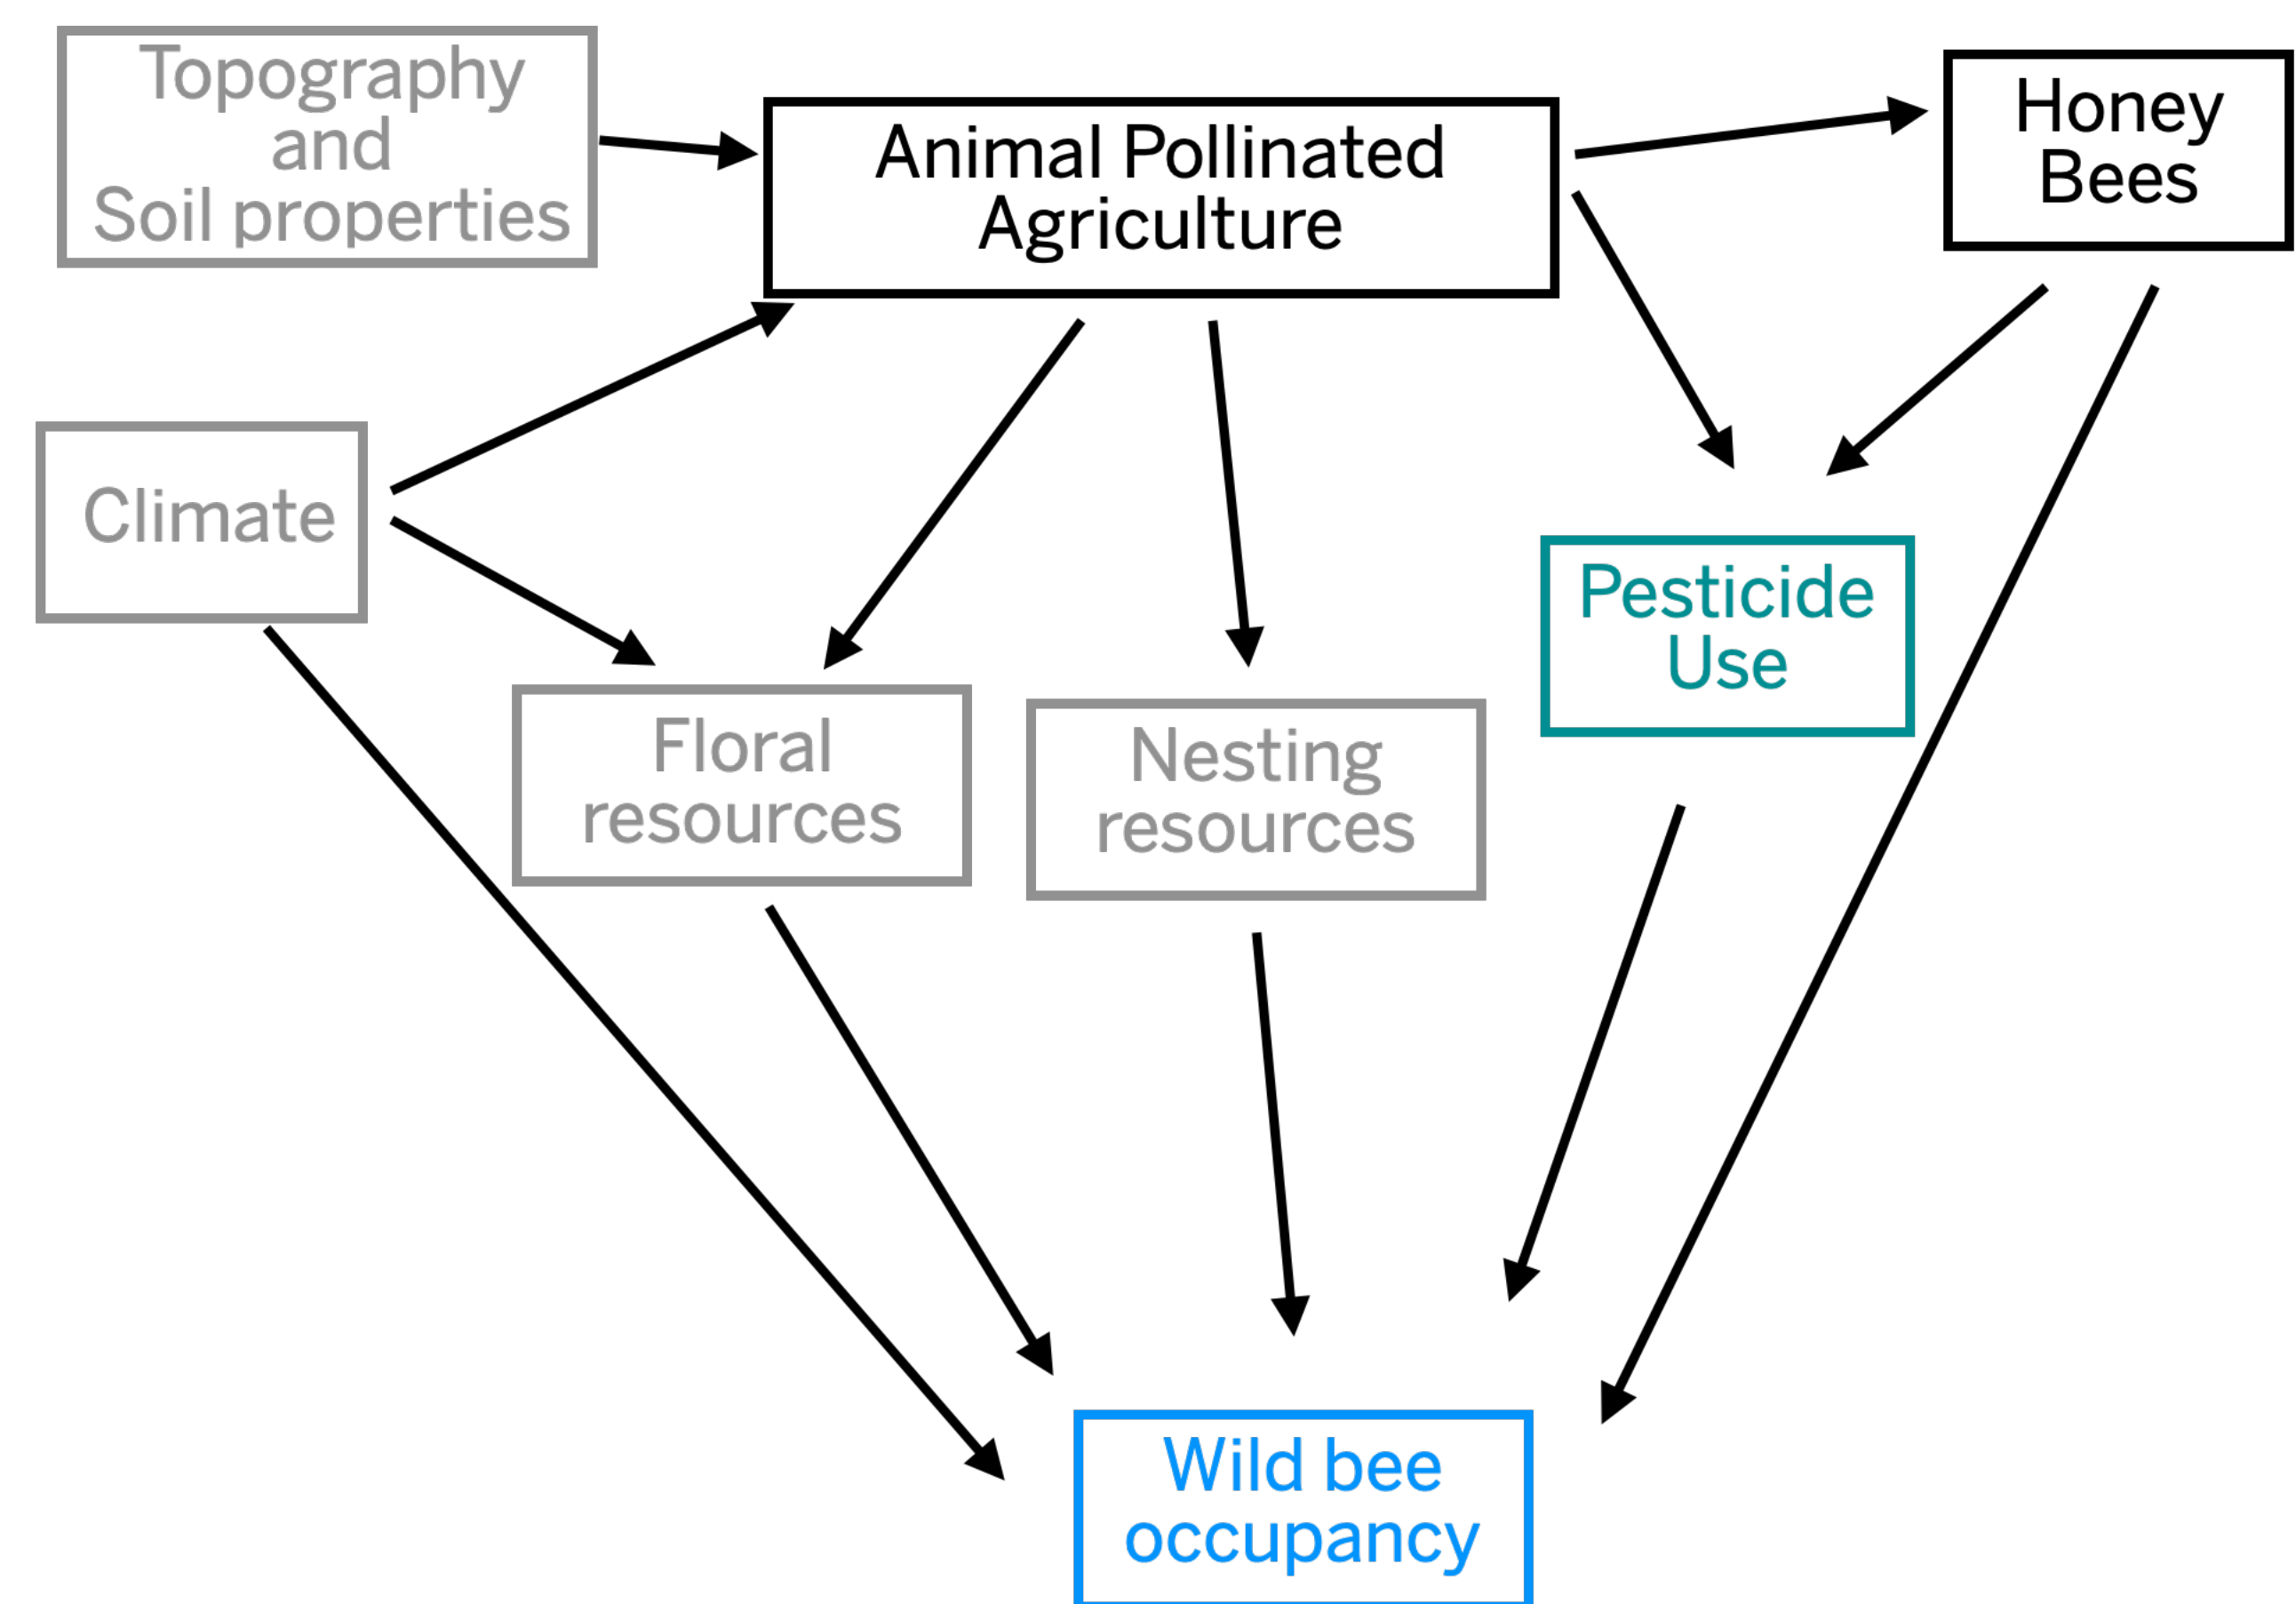 Topography
and
Soil properties
Animal Pollinated
Agriculture
Honey
Bees
Climate
Pesticide
Use
Floral
resources
Nesting
resources
Wild bee
occupancy